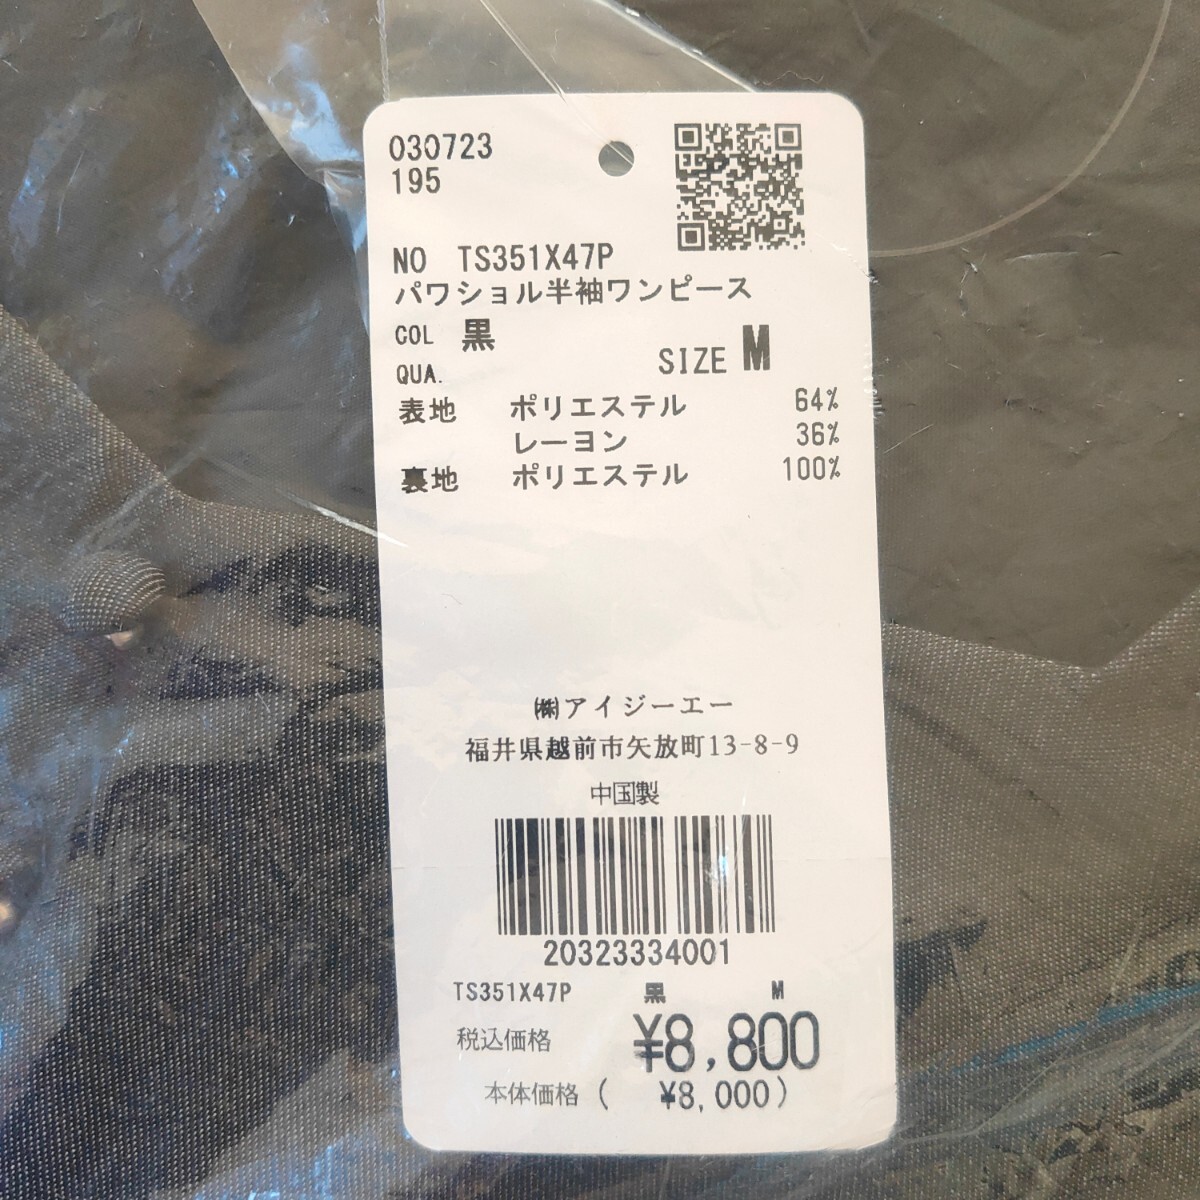 030723
195
NO TS351X47P
パワショル半袖ワンピース
COL 黒
SIZE M
QUA.
表地 ポリエステル 64%
レーヨン 36%
裏地 ポリエステル 100%
㈱アイジーエー
福井県越前市矢放町13-8-9
中国製
20323334001
TS351X47P 黒 M
税込価格 ¥8,800
本体価格( ¥8,000)